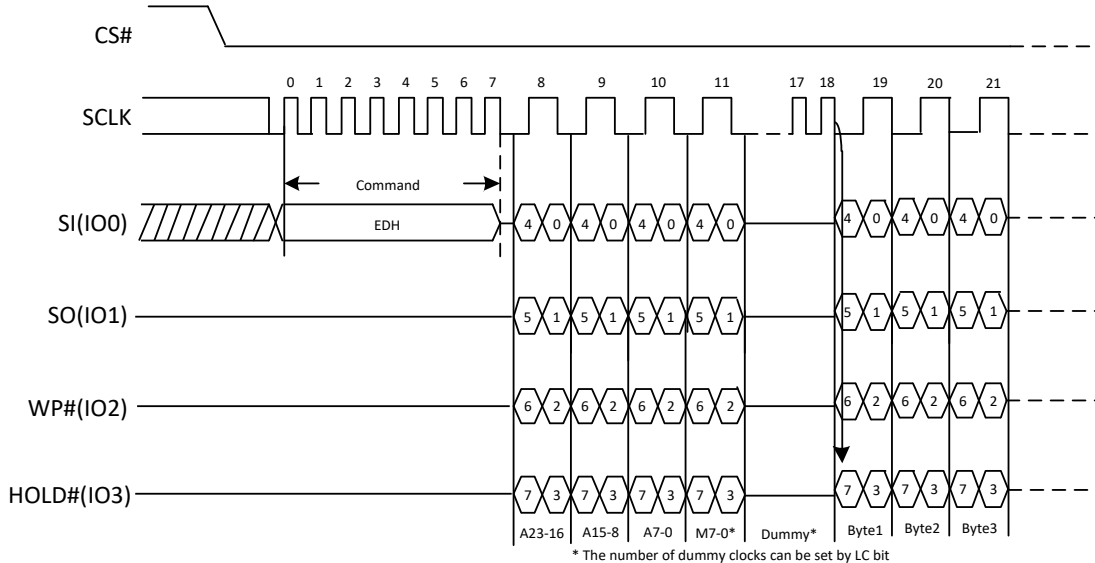 CS#
0 1 2 3 4 5 6 7 8 9 10 11 17 18 19 20 21
SCLK
Command
SI(IO0) EDH 4 0 4 0 4 0 4 0 4 0 4 0 4 0
SO(IO1) 5 1 5 1 5 1 5 1 5 1 5 1 5 1
WP#(IO2) 6 2 6 2 6 2 6 2 6 2 6 2 6 2
HOLD#(IO3) 7 3 7 3 7 3 7 3 7 3 7 3 7 3
A23-16 A15-8 A7-0 M7-0* Dummy* Byte1 Byte2 Byte3
* The number of dummy clocks can be set by LC bit